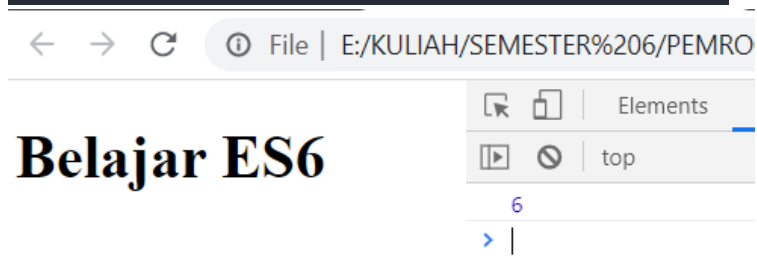 File | E:/KULIAH/SEMESTER%206/PEMRO
Elements
Belajar ES6
top
6
>